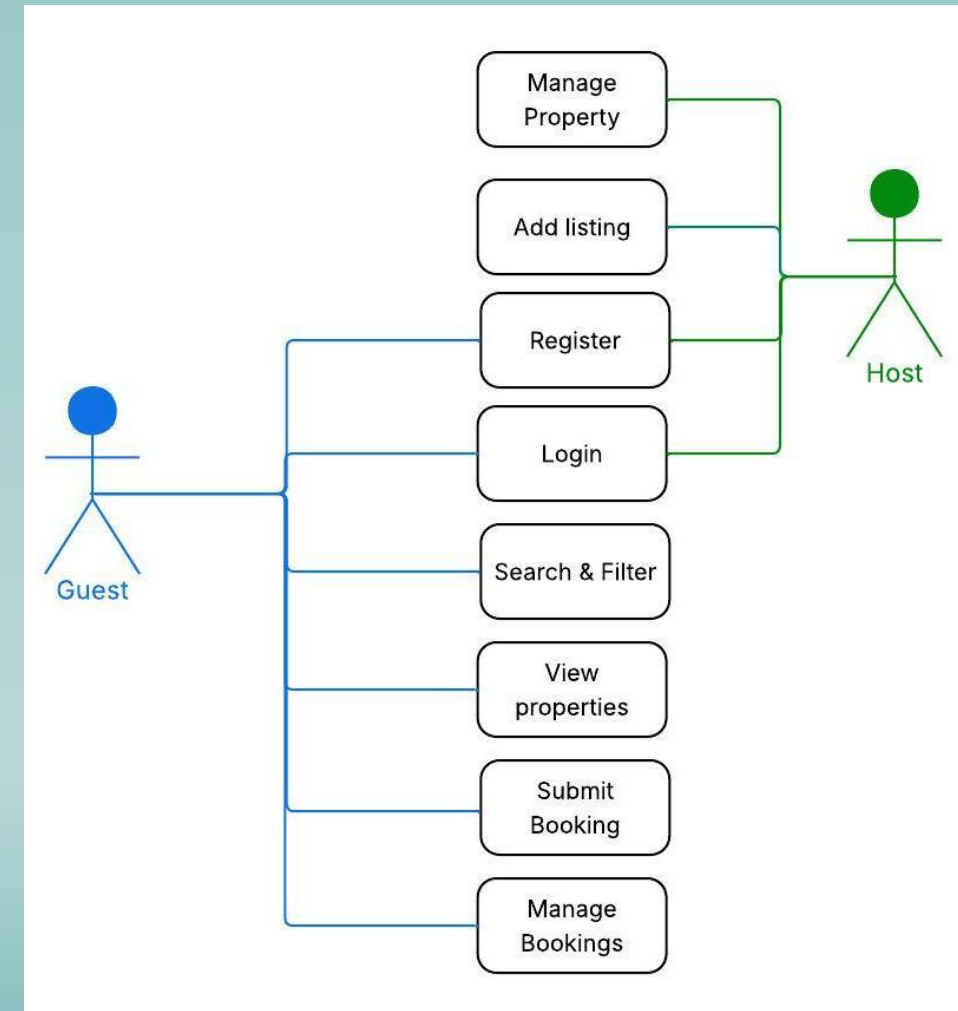 Manage
Property
Add listing
Register
Host
Login
Search & Filter
Guest
View
properties
Submit
Booking
Manage
Bookings